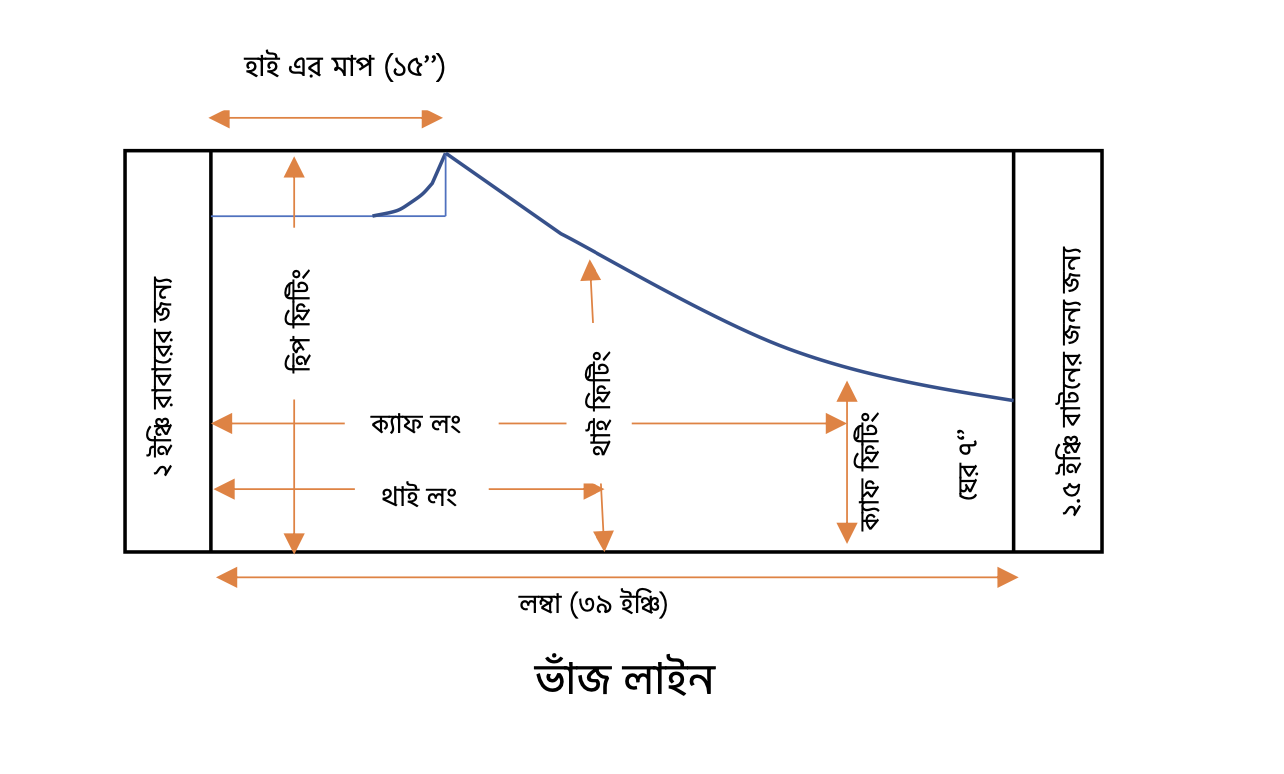 হাই এর মাপ (১৫”)
২ ইঞ্চি রাবারের জন্য
হিপ ফিটিং
থাই ফিটিং
ক্যাফ লং
ক্যাফ ফিটিং
ঘের ৭”
২.৫ ইঞ্চি বাটনের জন্য জন্য
থাই লং
লম্বা (৩৯ ইঞ্চি)
ভাঁজ লাইন